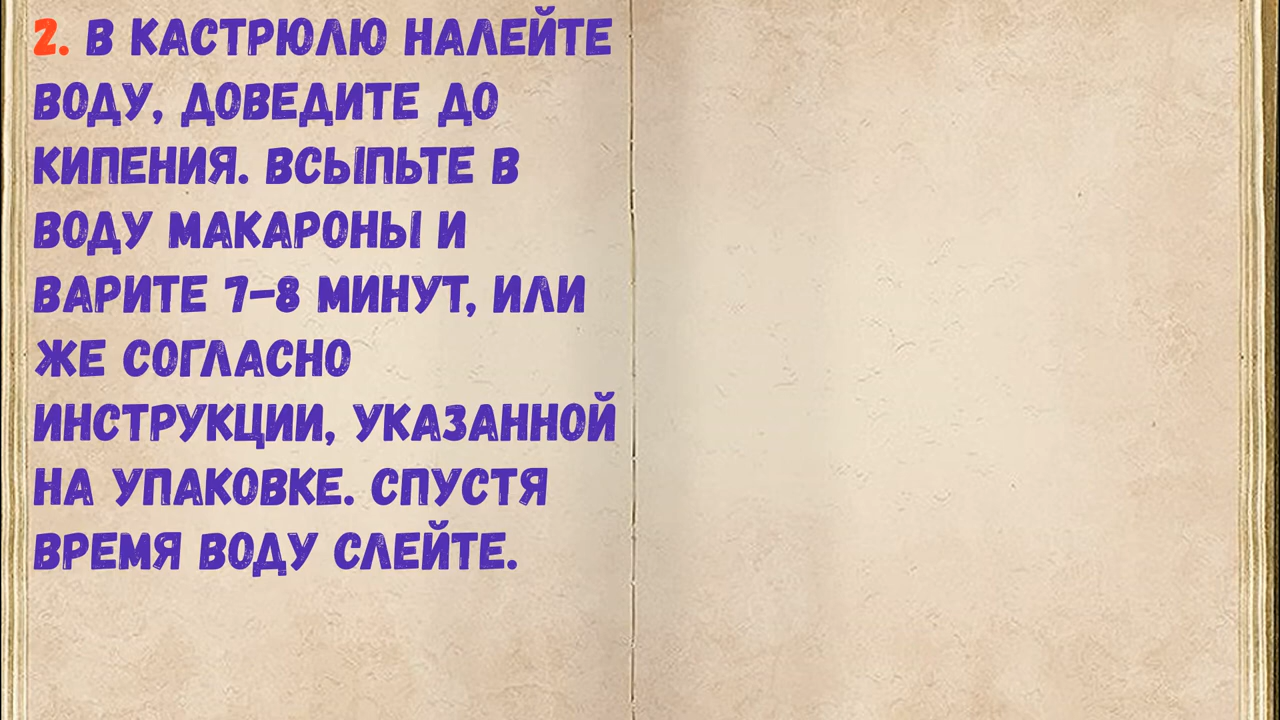 2. В КАСТРЮЛЮ НАЛЕЙТЕ
ВОДУ, ДОВЕДИТЕ ДО
КИПЕНИЯ. ВСЫПЬТЕ В
ВОДУ МАКАРОНЫ И
ВАРИТЕ 7-8 МИНУТ, ИЛИ
ЖЕ СОГЛАСНО
ИНСТРУКЦИИ, УКАЗАННОЙ
НА УПАКОВКЕ. СПУСТЯ
ВРЕМЯ ВОДУ СЛЕЙТЕ.